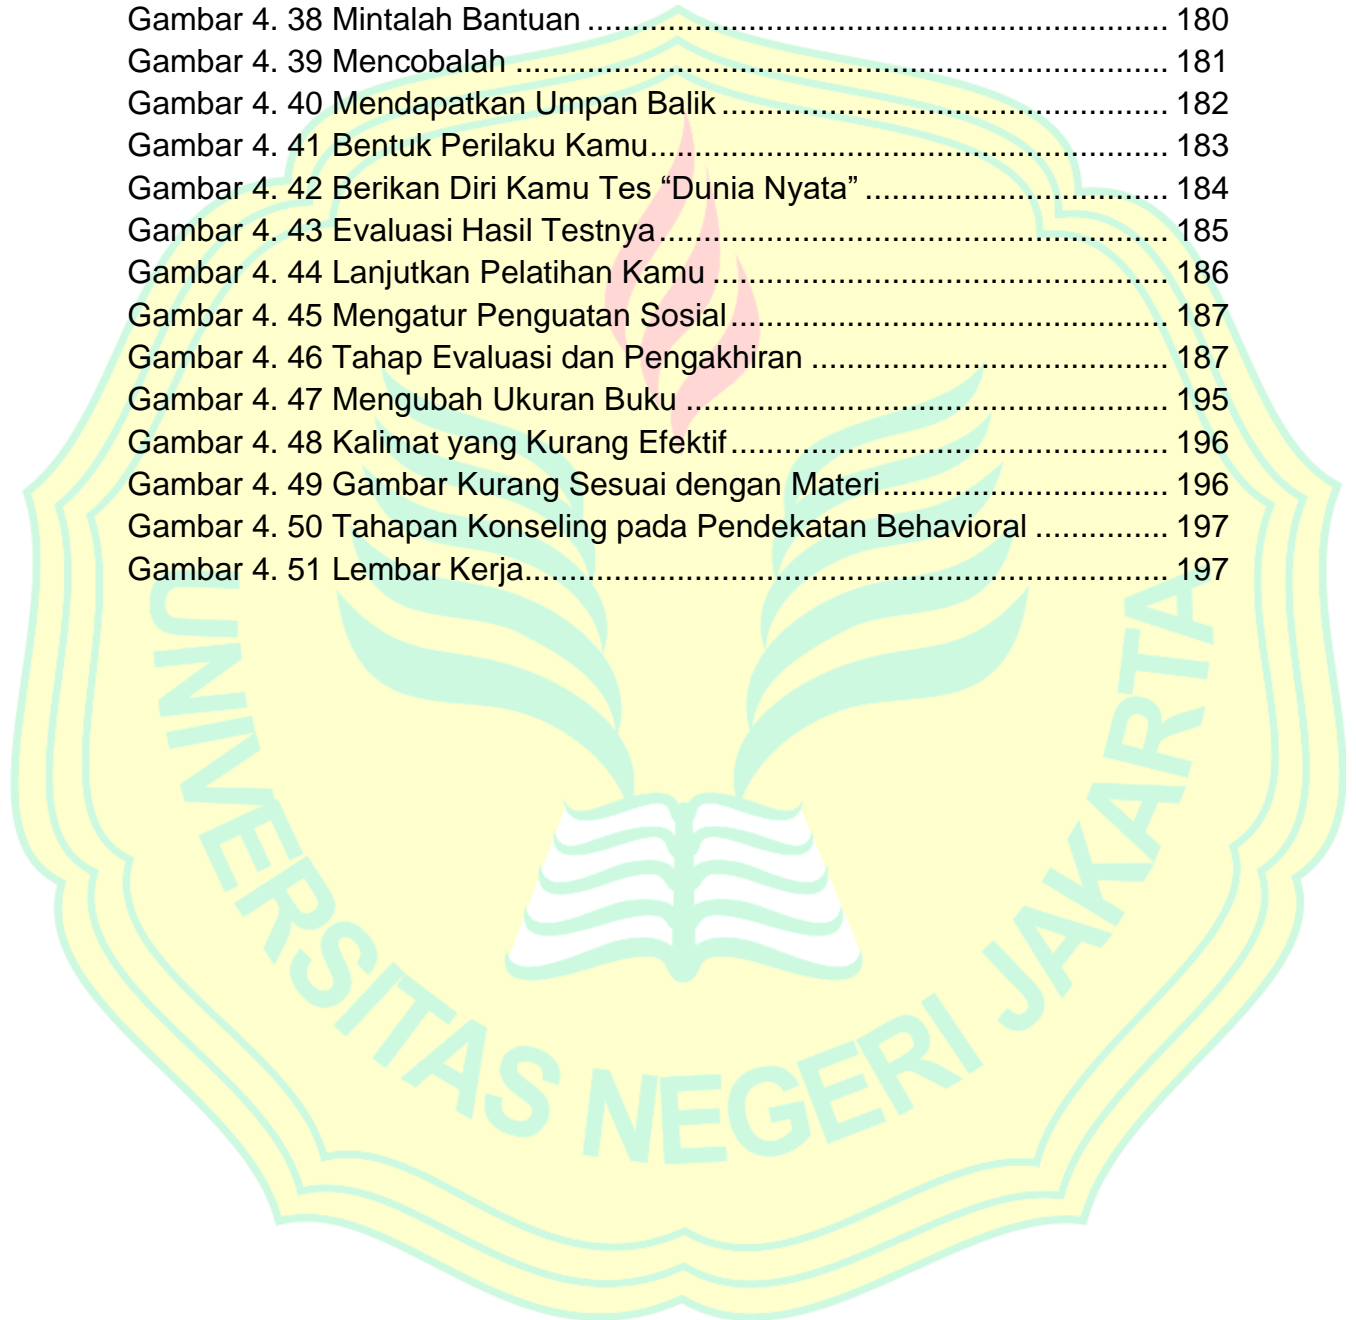 Gambar 4. 38 Mintalah Bantuan ................................................................. 180
Gambar 4. 39 Mencobalah ......................................................................... 181
Gambar 4. 40 Mendapatkan Umpan Balik .................................................. 182
Gambar 4. 41 Bentuk Perilaku Kamu.......................................................... 183
Gambar 4. 42 Berikan Diri Kamu Tes “Dunia Nyata” .................................. 184
Gambar 4. 43 Evaluasi Hasil Testnya......................................................... 185
Gambar 4. 44 Lanjutkan Pelatihan Kamu ................................................... 186
Gambar 4. 45 Mengatur Penguatan Sosial................................................. 187
Gambar 4. 46 Tahap Evaluasi dan Pengakhiran ........................................ 187
Gambar 4. 47 Mengubah Ukuran Buku ...................................................... 195
Gambar 4. 48 Kalimat yang Kurang Efektif................................................. 196
Gambar 4. 49 Gambar Kurang Sesuai dengan Materi................................ 196
Gambar 4. 50 Tahapan Konseling pada Pendekatan Behavioral ............... 197
Gambar 4. 51 Lembar Kerja........................................................................ 197
UNIVERSITAS NEGERI JAKARTA